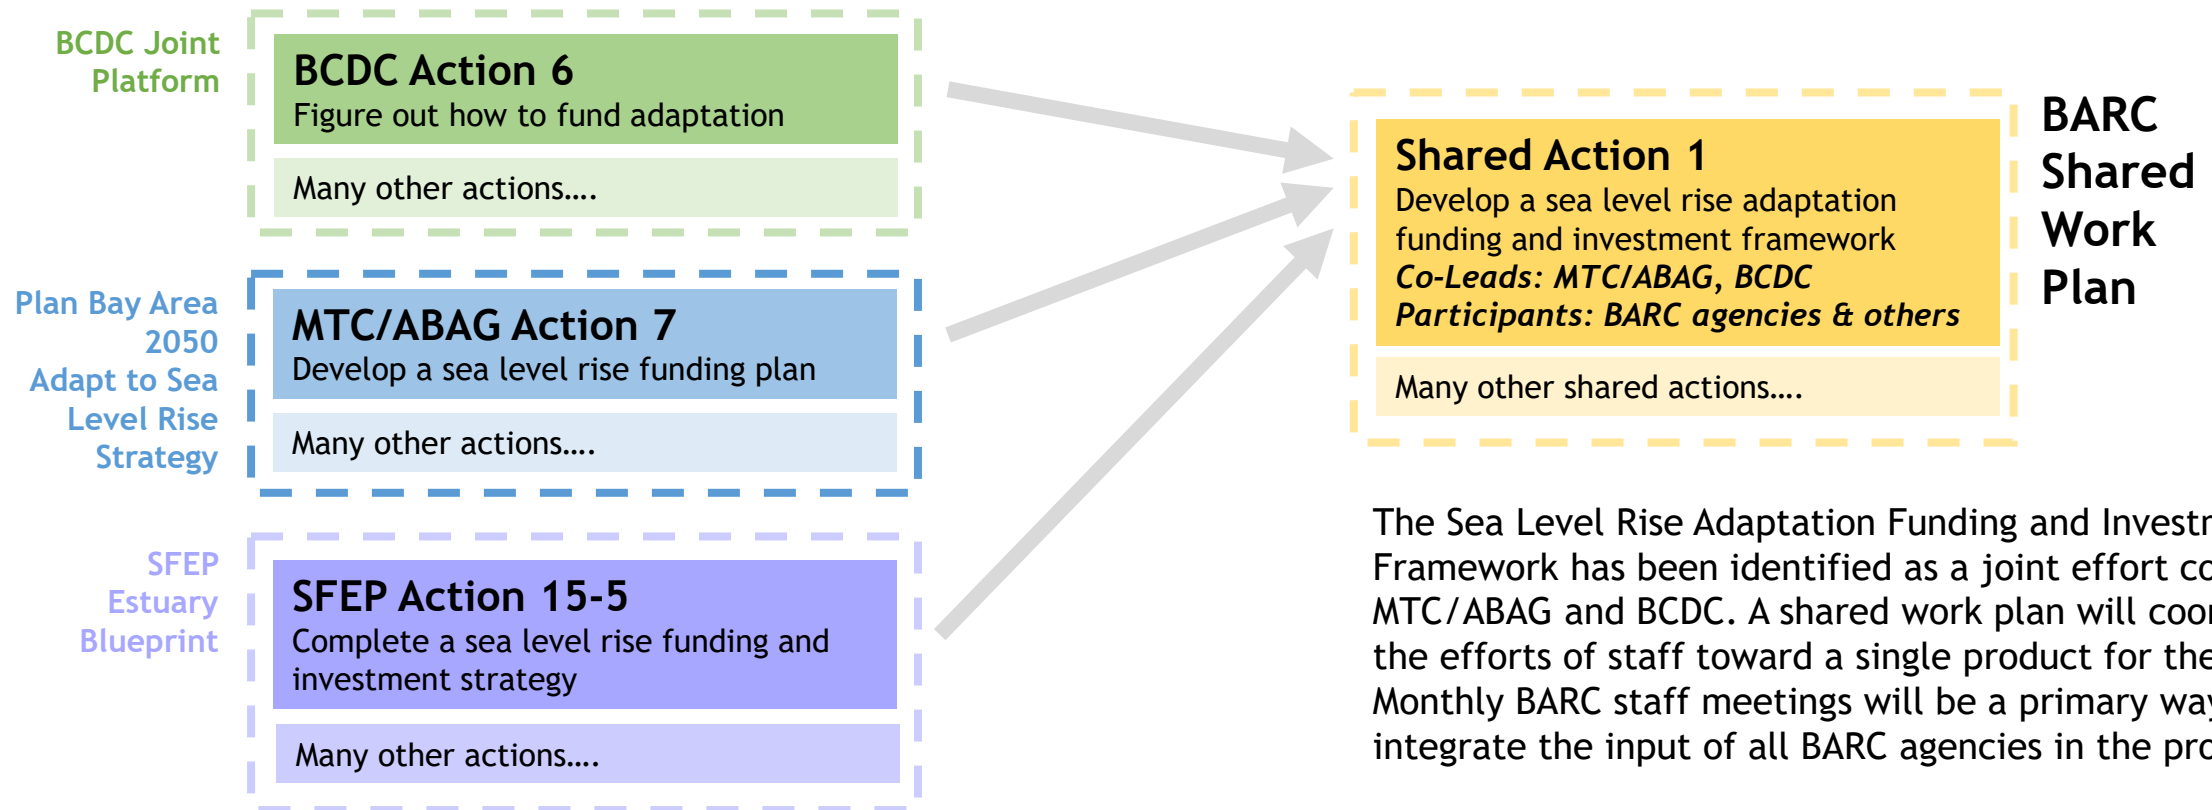 BCDC Joint
Platform
BCDC Action 6
Figure out how to fund adaptation
Many other actions….
Plan Bay Area
2050
Adapt to Sea
Level Rise
Strategy
MTC/ABAG Action 7
Develop a sea level rise funding plan
Many other actions….
SFEP
Estuary
Blueprint
SFEP Action 15-5
Complete a sea level rise funding and
investment strategy
Many other actions….
Shared Action 1
Develop a sea level rise adaptation
funding and investment framework
Co-Leads: MTC/ABAG, BCDC
Participants: BARC agencies & others
Many other shared actions….
BARC
Shared
Work
Plan
The Sea Level Rise Adaptation Funding and
Framework has been identified as a joint effort
MTC/ABAG and BCDC. A shared work plan will
the efforts of staff toward a single product for
Monthly BARC staff meetings will be a primary
integrate the input of all BARC agencies in the